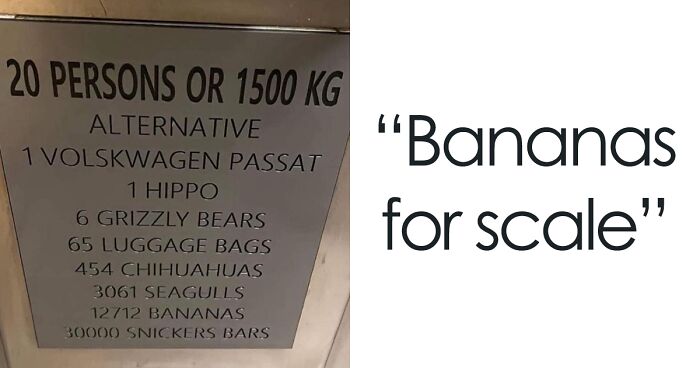 20 PERSONS OR 1500 KG
ALTERNATIVE
1 VOLSKWAGEN PASSAT
1 HIPPO
6 GRIZZLY BEARS
65 LUGGAGE BAGS
454 CHIHUAHUAS
3061 SEAGULLS
12712 BANANAS
30000 SNICKERS BARS
“Bananas
for scale”